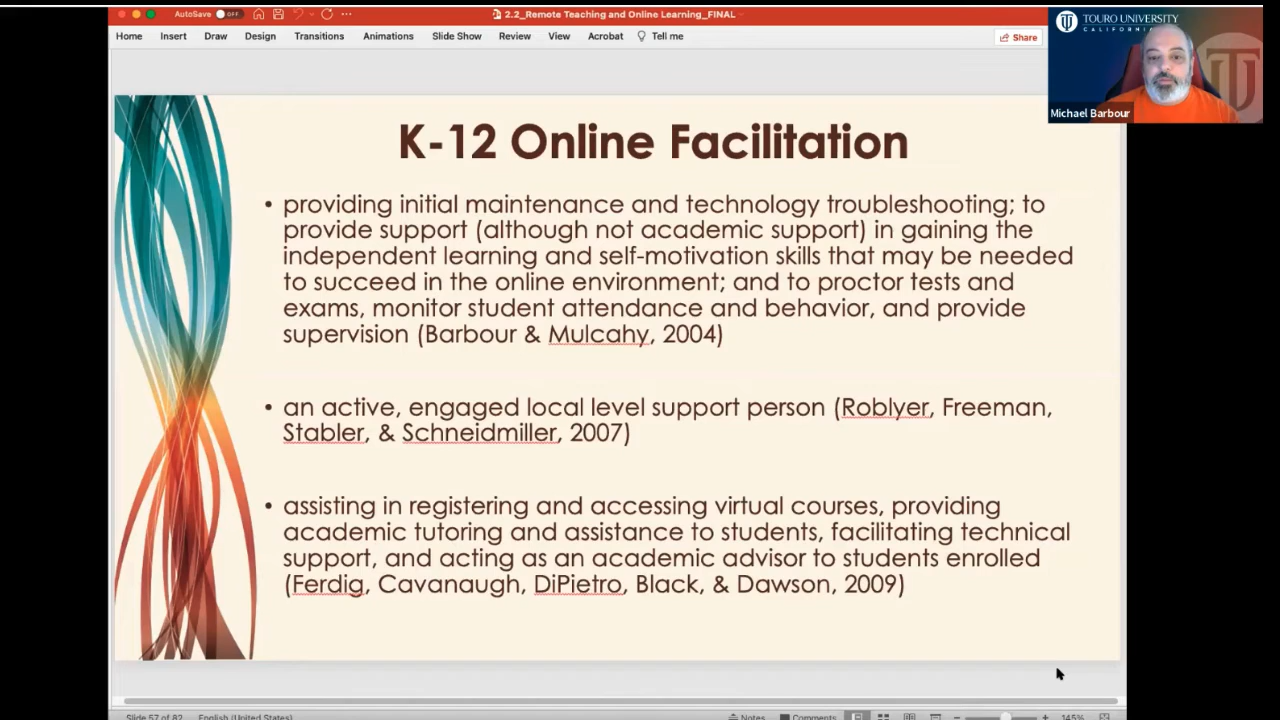 AutoSave OFF
2.2_Remote Teaching and Online Learning_FINAL
TOURO UNIVERSITY
CALIFORNIA
Home Insert Draw Design Transitions Animations Slide Show Review View Acrobat Tell me
Share
Michael Barbour
K-12 Online Facilitation
• providing initial maintenance and technology troubleshooting; to
provide support (although not academic support) in gaining the
independent learning and self-motivation skills that may be needed
to succeed in the online environment; and to proctor tests and
exams, monitor student attendance and behavior, and provide
supervision (Barbour & Mulcahy, 2004)
• an active, engaged local level support person (Roblyer, Freeman,
Stabler, & Schneidmiller, 2007)
• assisting in registering and accessing virtual courses, providing
academic tutoring and assistance to students, facilitating technical
support, and acting as an academic advisor to students enrolled
(Ferdig, Cavanaugh, DiPietro, Black, & Dawson, 2009)
Slide 57 of 82 English (United States) Notes Comments 145%